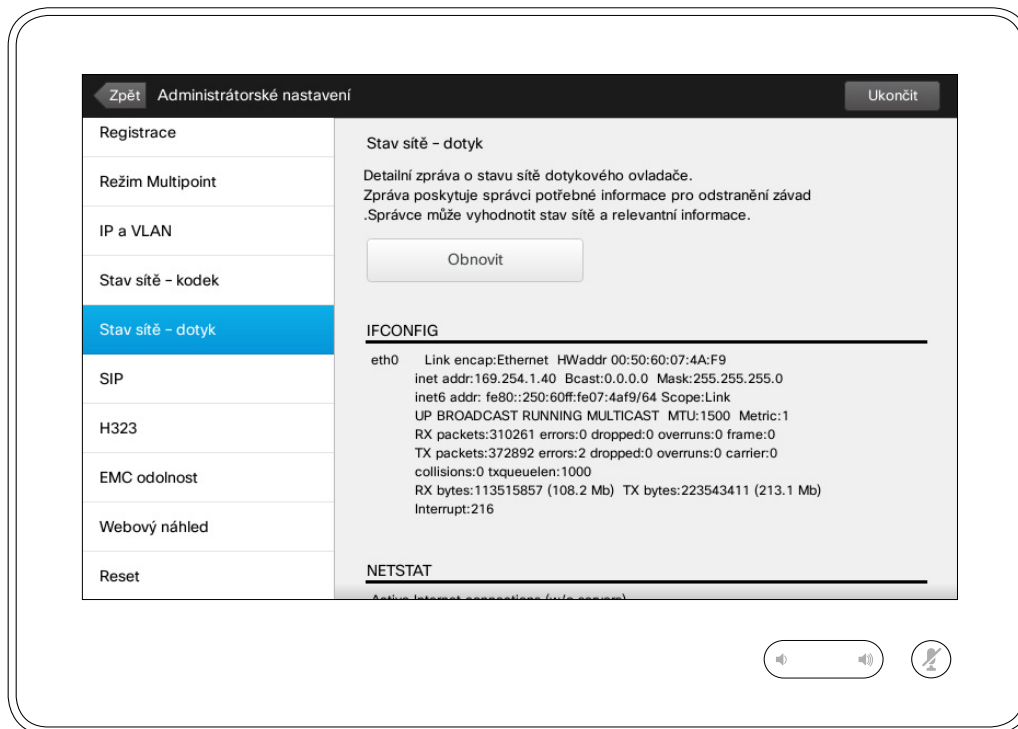 Zpět Administrátorské nastavení Ukončit
Registrace
Režim Multipoint
IP a VLAN
Stav sítě – kodek
Stav sítě – dotyk
SIP
H323
EMC odolnost
Webový náhled
Reset
Stav sítě – dotyk
Detailní zpráva o stavu sítě dotykového ovladače.
Zpráva poskytuje správci potřebné informace pro odstranění závad
.Správce může vyhodnotit stav sítě a relevantní informace.
Obnovit
IFCONFIG
eth0 Link encap:Ethernet HWaddr 00:50:60:07:4A:F9
inet addr:169.254.1.40 Bcast:0.0.0.0 Mask:255.255.255.0
inet6 addr: fe80::250:60ff:fe07:4af9/64 Scope:Link
UP BROADCAST RUNNING MULTICAST MTU:1500 Metric:1
RX packets:310261 errors:0 dropped:0 overruns:0 frame:0
TX packets:372892 errors:2 dropped:0 overruns:0 carrier:0
collisions:0 txqueuelen:1000
RX bytes:113515857 (108.2 Mb) TX bytes:223543411 (213.1 Mb)
Interrupt:216
NETSTAT
Active Internet connections (w/o servers)